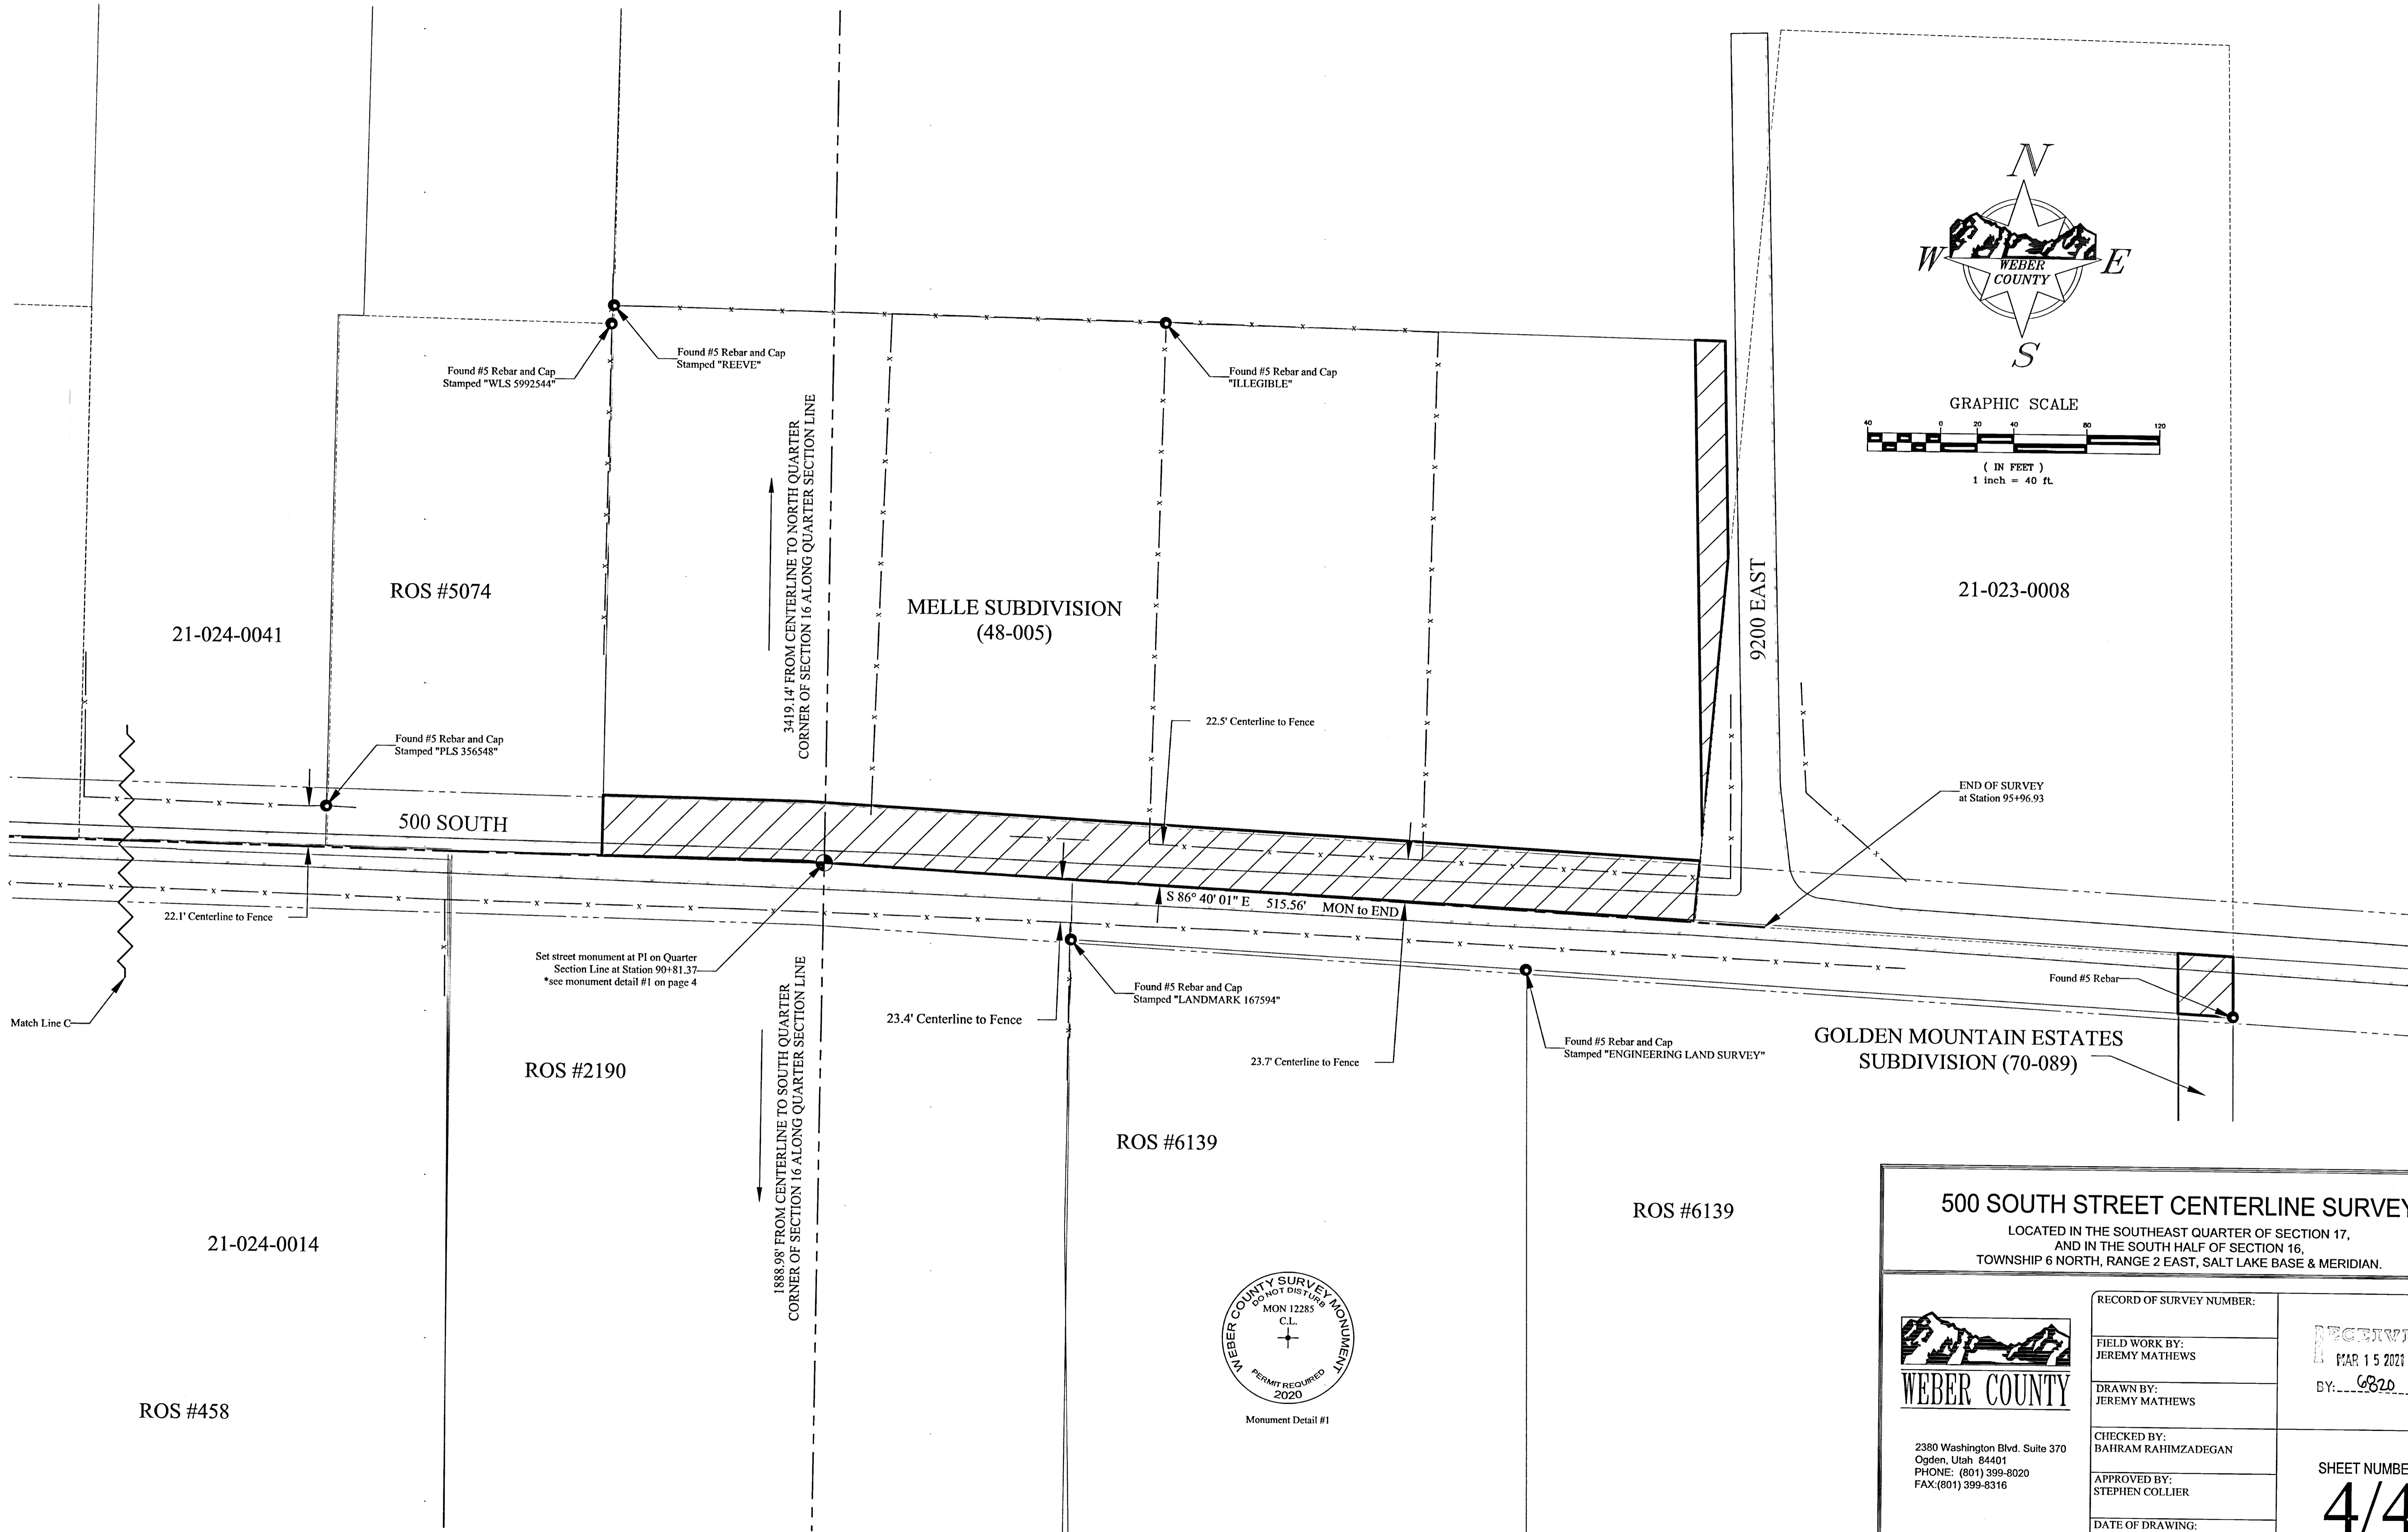 N
W
E
S
WEBER
COUNTY
GRAPHIC SCALE
40 0 20 40 80 120
( IN FEET )
1 inch = 40 ft.
Found #5 Rebar and Cap
Stamped "WLS 5992544"
Found #5 Rebar and Cap
Stamped "REEVE"
Found #5 Rebar and Cap
"ILLEGIBLE"
3419.14' FROM CENTERLINE TO NORTH QUARTER
CORNER OF SECTION 16 ALONG QUARTER SECTION LINE
ROS #5074
21-024-0041
MELLE SUBDIVISION
(48-005)
9200 EAST
21-023-0008
Found #5 Rebar and Cap
Stamped "PLS 356548"
22.5' Centerline to Fence
END OF SURVEY
at Station 95+96.93
500 SOUTH
22.1' Centerline to Fence
S 86° 40' 01" E 515.56' MON to END
Set street monument at PI on Quarter
Section Line at Station 90+81.37
*see monument detail #1 on page 4
Match Line C
23.4' Centerline to Fence
Found #5 Rebar and Cap
Stamped "LANDMARK 167594"
23.7' Centerline to Fence
Found #5 Rebar and Cap
Stamped "ENGINEERING LAND SURVEY"
Found #5 Rebar
GOLDEN MOUNTAIN ESTATES
SUBDIVISION (70-089)
ROS #2190
1888.98' FROM CENTERLINE TO SOUTH QUARTER
CORNER OF SECTION 16 ALONG QUARTER SECTION LINE
ROS #6139
ROS #6139
21-024-0014
ROS #458
WEBER COUNTY SURVEY MONUMENT
DO NOT DISTURB
MON 12285
C.L.
PERMIT REQUIRED
2020
Monument Detail #1
500 SOUTH STREET CENTERLINE SURVEY
LOCATED IN THE SOUTHEAST QUARTER OF SECTION 17,
AND IN THE SOUTH HALF OF SECTION 16,
TOWNSHIP 6 NORTH, RANGE 2 EAST, SALT LAKE BASE & MERIDIAN.
WEBER COUNTY
2380 Washington Blvd. Suite 370
Ogden, Utah 84401
PHONE: (801) 399-8020
FAX:(801) 399-8316
RECORD OF SURVEY NUMBER:
FIELD WORK BY:
JEREMY MATHEWS
DRAWN BY:
JEREMY MATHEWS
CHECKED BY:
BAHRAM RAHIMZADEGAN
APPROVED BY:
STEPHEN COLLIER
DATE OF DRAWING:
MAR 15 2021
BY: 6820
SHEET NUMBE
4/4